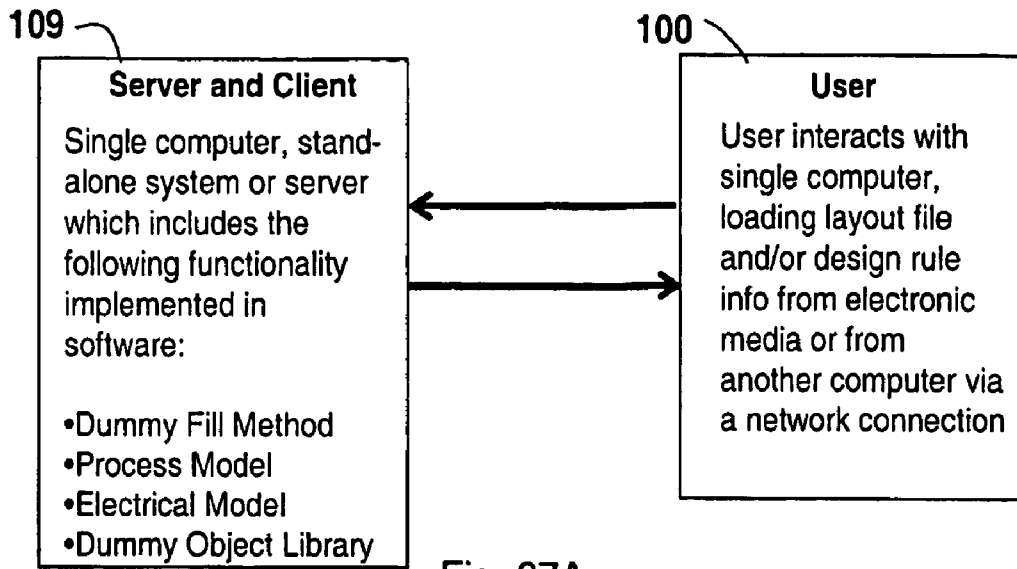 109
Server and Client
Single computer, stand-
alone system or server
which includes the
following functionality
implemented in
software:
•Dummy Fill Method
•Process Model
•Electrical Model
•Dummy Object Library
100
User
User interacts with
single computer,
loading layout file
and/or design rule
info from electronic
media or from
another computer via
a network connection